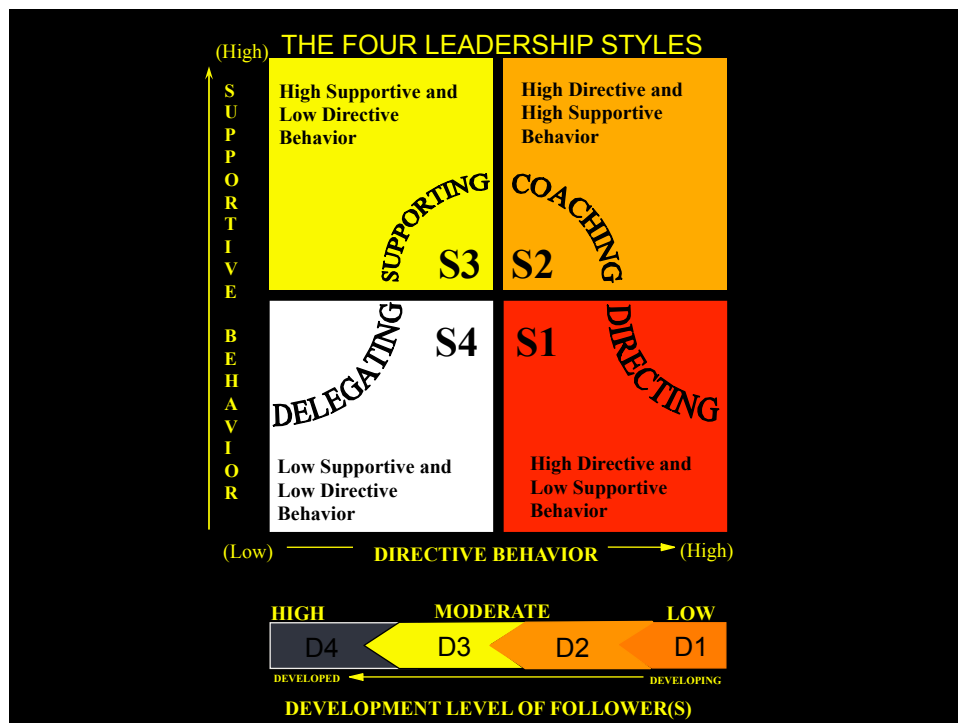 THE FOUR LEADERSHIP STYLES
(High)
SUPPORTIVE BEHAVIOR
High Supportive and
Low Directive
Behavior
SUPPORTING
S3
High Directive and
High Supportive
Behavior
COACHING
S2
DELEGATING
S4
Low Supportive and
Low Directive
Behavior
S1
DIRECTING
High Directive and
Low Supportive
Behavior
(Low)
DIRECTIVE BEHAVIOR
(High)
HIGH
MODERATE
LOW
D4
D3
D2
D1
DEVELOPED
DEVELOPING
DEVELOPMENT LEVEL OF FOLLOWER(S)